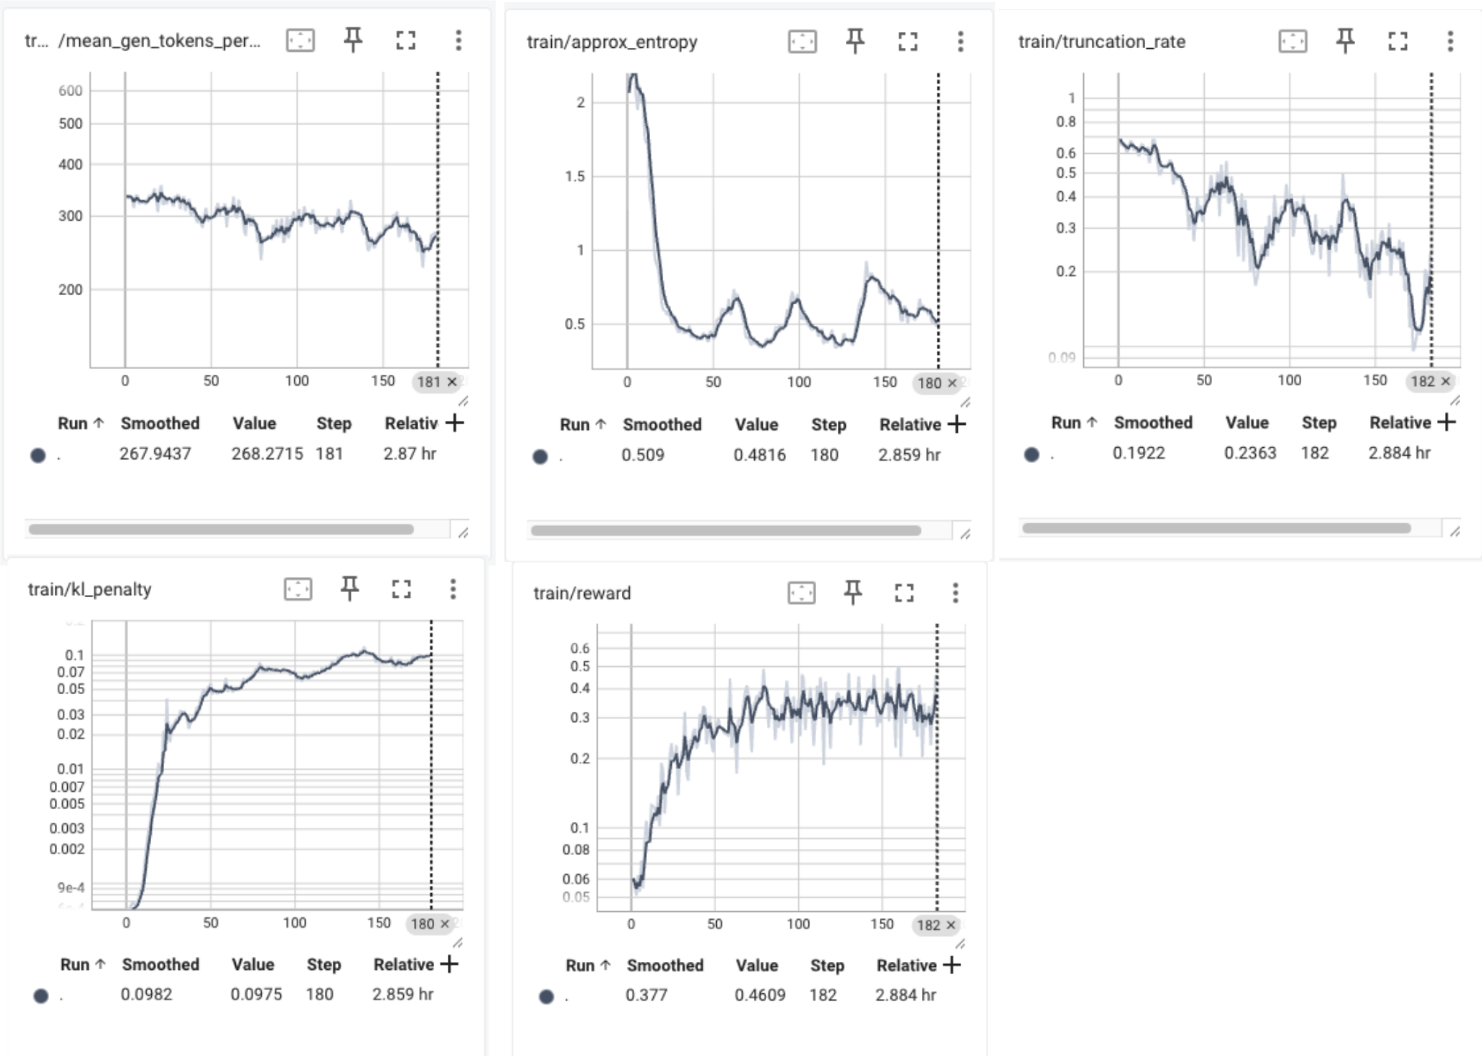 tr... /mean_gen_tokens_per...
600
500
400
300
200
0 50 100 150 181 ×
Run ↑ Smoothed Value Step Relativ +
. 267.9437 268.2715 181 2.87 hr
train/approx_entropy
2
1.5
1
0.5
0 50 100 150 180 ×
Run ↑ Smoothed Value Step Relative +
. 0.509 0.4816 180 2.859 hr
train/truncation_rate
1
0.8
0.6
0.5
0.4
0.3
0.2
0.09
0 50 100 150 182 ×
Run ↑ Smoothed Value Step Relative +
. 0.1922 0.2363 182 2.884 hr
train/kl_penalty
0.2
0.1
0.07
0.05
0.03
0.02
0.01
0.007
0.005
0.003
0.002
9e-4
0 50 100 150 180 ×
Run ↑ Smoothed Value Step Relative +
. 0.0982 0.0975 180 2.859 hr
train/reward
0.6
0.5
0.4
0.3
0.2
0.1
0.08
0.06
0.05
0 50 100 150 182 ×
Run ↑ Smoothed Value Step Relative +
. 0.377 0.4609 182 2.884 hr